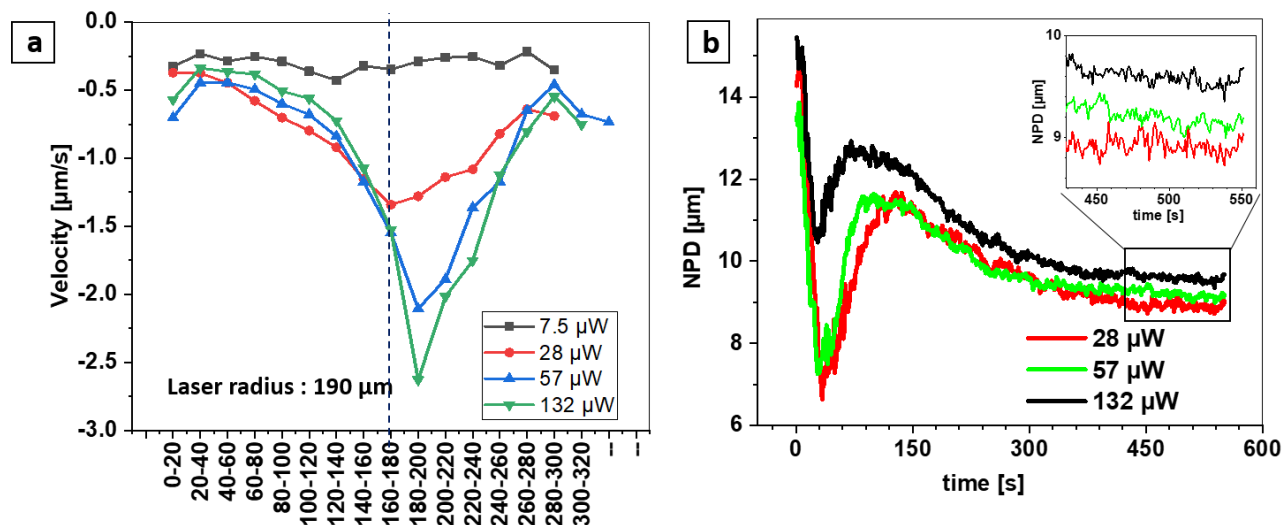 a
0.0
-0.5
-1.0
-1.5
-2.0
-2.5
-3.0
Velocity [µm/s]
7.5 µW
28 µW
57 µW
132 µW
Laser radius : 190 µm
0-20
20-40
40-60
60-80
80-100
100-120
120-140
140-160
160-180
180-200
200-220
220-240
240-260
260-280
280-300
300-320
--
--
b
14
12
10
8
6
NPD [µm]
0
150
300
450
600
time [s]
28 µW
57 µW
132 µW
10
9
NPD [µm]
450
500
550
time [s]